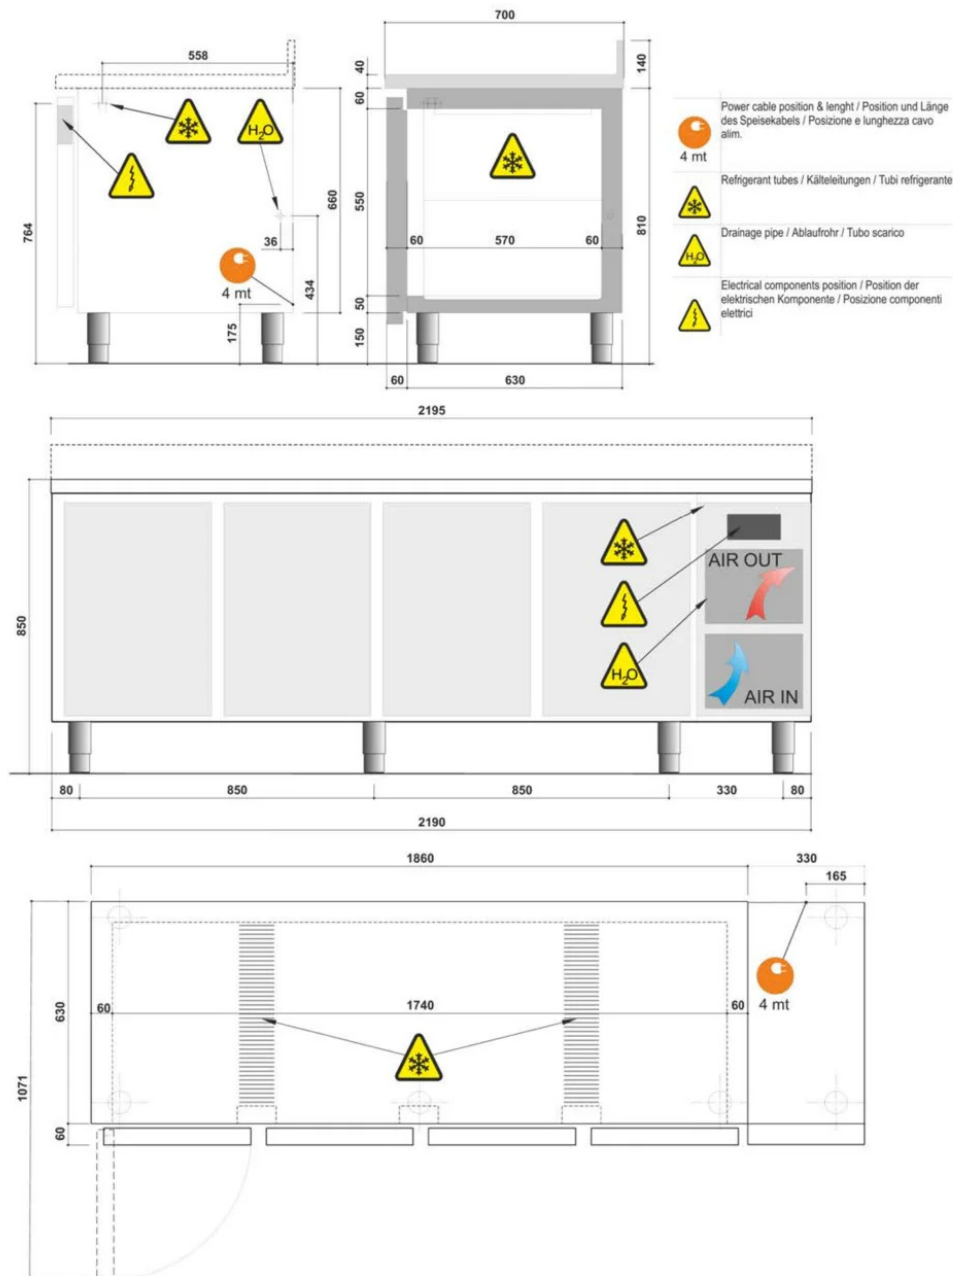 700
558
140
40
60
H₂O
Power cable position & lenght / Position und Länge
des Speisekabels / Posizione e lunghezza cavo
alim.
4 mt
Refrigerant tubes / Kälteleitungen / Tubi refrigerante
Drainage pipe / Ablaufrohr / Tubo scarico
H₂O
Electrical components position / Position der
elektrischen Komponente / Posizione componenti
elettrici
764
660
550
810
36
60 570 60
4 mt
434
175
50
150
60 630
2195
850
AIR OUT
H₂O
AIR IN
80 850 850 330 80
2190
1860 330
165
60 1740 60
630
4 mt
1071
60